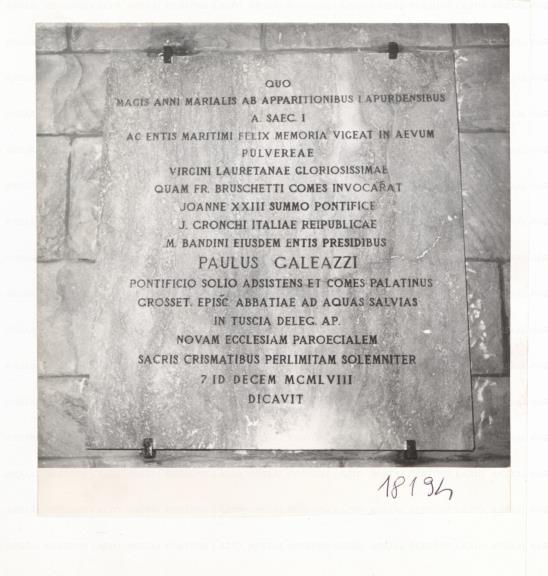 QUO
MAGIS ANNI MARIALIS AB APPARITIONIBUS LAPURDENSIBUS
A. SAEC. I
AC ENTIS MARITIMI FELIX MEMORIA VIGEAT IN AEVUM
PULVEREAE
VIRGINI LAURETANAE GLORIOSISSIMAE
QUAM FR. BRUSCHETTI COMES INVOCARAT
JOANNE XXIII SUMMO PONTIFICE
J. GRONCHI ITALIAE REIPUBLICAE
M. BANDINI EIUSDEM ENTIS PRESIDIBUS
PAULUS GALEAZZI
PONTIFICIO SOLIO ADSISTENS ET COMES PALATINUS
GROSSET. EPISC ABBATIAE AD AQUAS SALVIAS
IN TUSCIA DELEG. AP.
NOVAM ECCLESIAM PAROECIALEM
SACRIS CRISMATIBUS PERLIMITAM SOLEMNITER
7 ID DECEM MCMLVIII
DICAVIT
18194